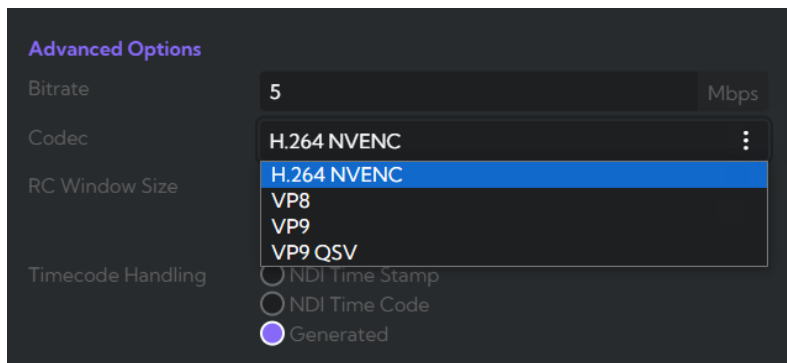 Advanced Options
Bitrate
5
Mbps
Codec
H.264 NVENC
H.264 NVENC
RC Window Size
VP8
VP9
VP9 QSV
Timecode Handling
NDI Time Stamp
NDI Time Code
Generated